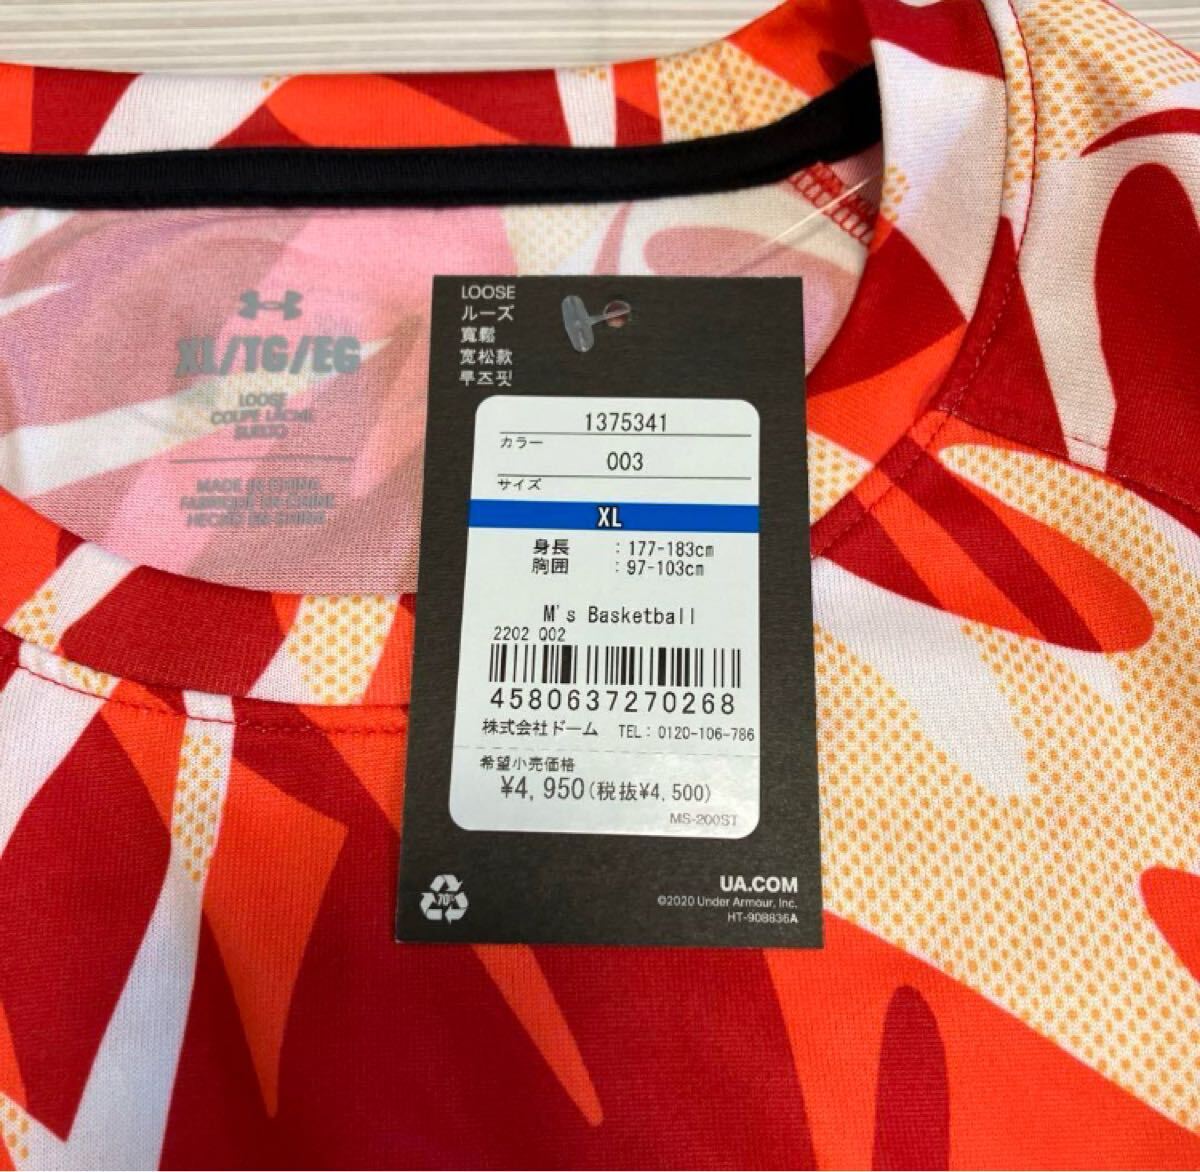 XL/TG/EG
LOOSE
COUPE LÂCHE
SUELTO
MADE IN CHINA
FABRIQUÉ EN CHINE
HECHO EN CHINA
LOOSE
ルーズ
寬鬆
宽松款
루즈핏
1375341
カラー
003
サイズ
XL
身長 : 177-183cm
胸囲 : 97-103cm
M's Basketball
2202 Q02
4580637270268
株式会社ドーム TEL: 0120-106-786
希望小売価格
¥4,950(税抜¥4,500)
MS-200ST
70%
UA.COM
©2020 Under Armour, Inc.
HT-908836A